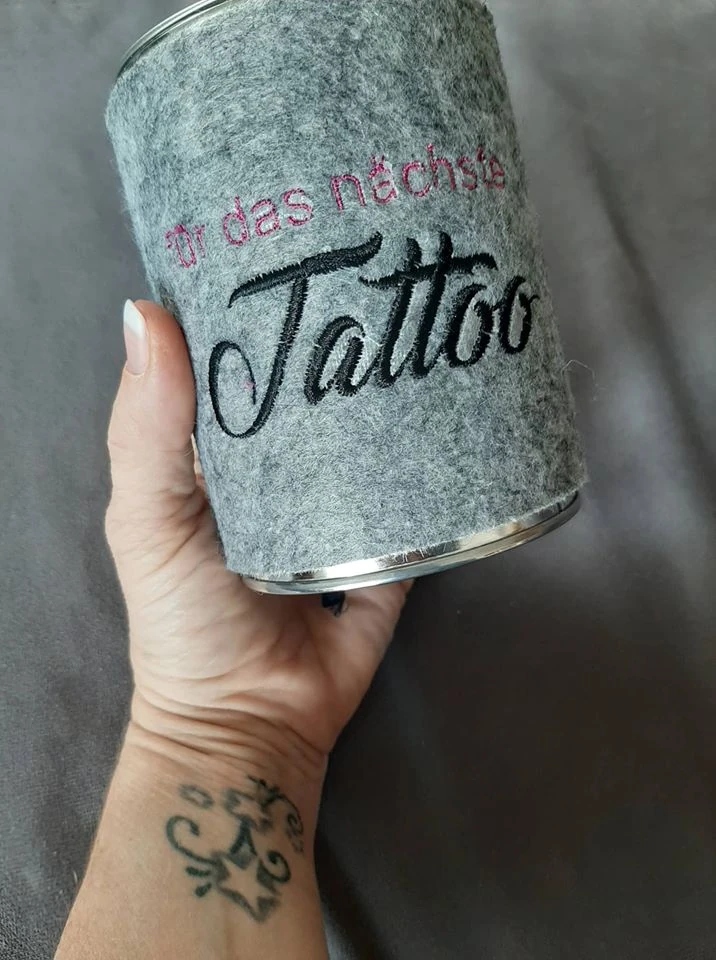 für das nächste
Tattoo